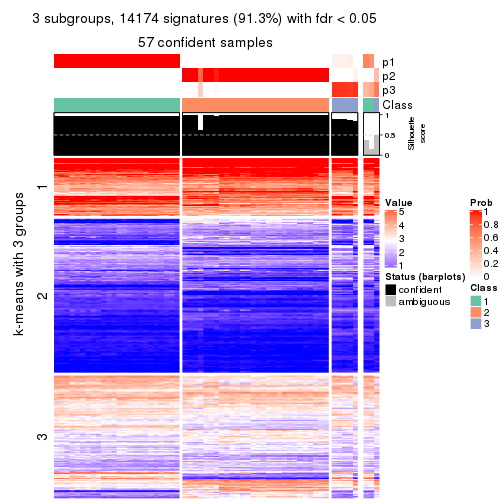 3 subgroups, 14174 signatures (91.3%) with fdr < 0.05
57 confident samples
p1
p2
p3
Class
1
0.5
0
Silhouette
score
k-means with 3 groups
1
2
3
Value
5
4
3
2
1
Status (barplots)
confident
ambiguous
Prob
1
0.8
0.6
0.4
0.2
0
Class
1
2
3